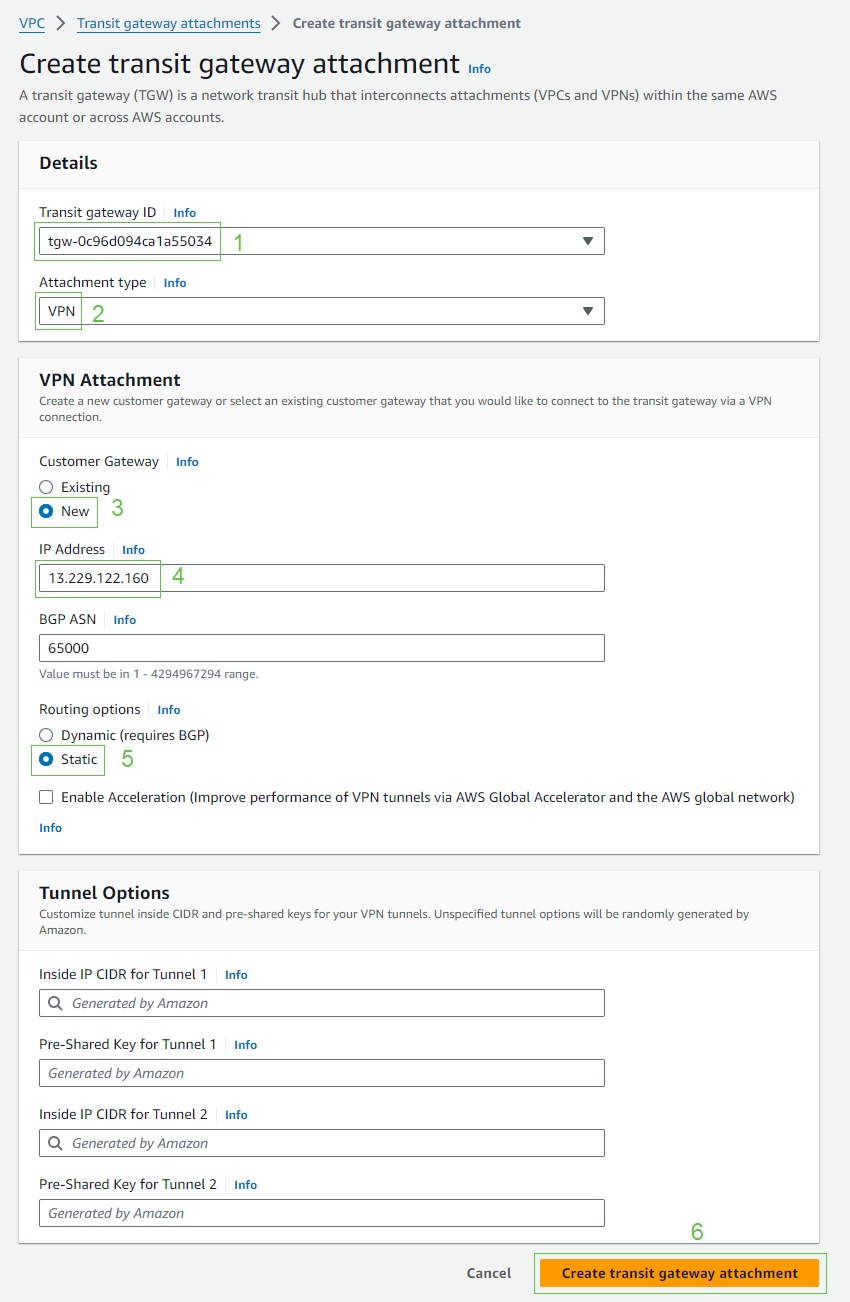 VPC > Transit gateway attachments > Create transit gateway attachment
Create transit gateway attachment Info
A transit gateway (TGW) is a network transit hub that interconnects attachments (VPCs and VPNs) within the same AWS
account or across AWS accounts.
Details
Transit gateway ID Info
tgw-0c96d094ca1a55034 1
Attachment type Info
VPN 2
VPN Attachment
Create a new customer gateway or select an existing customer gateway that you would like to connect to the transit gateway via a VPN
connection.
Customer Gateway Info
Existing
New 3
IP Address Info
13.229.122.160 4
BGP ASN Info
65000
Value must be in 1 - 4294967294 range.
Routing options Info
Dynamic (requires BGP)
Static 5
Enable Acceleration (Improve performance of VPN tunnels via AWS Global Accelerator and the AWS global network)
Info
Tunnel Options
Customize tunnel inside CIDR and pre-shared keys for your VPN tunnels. Unspecified tunnel options will be randomly generated by
Amazon.
Inside IP CIDR for Tunnel 1 Info
Generated by Amazon
Pre-Shared Key for Tunnel 1 Info
Generated by Amazon
Inside IP CIDR for Tunnel 2 Info
Generated by Amazon
Pre-Shared Key for Tunnel 2 Info
Generated by Amazon
6
Cancel Create transit gateway attachment